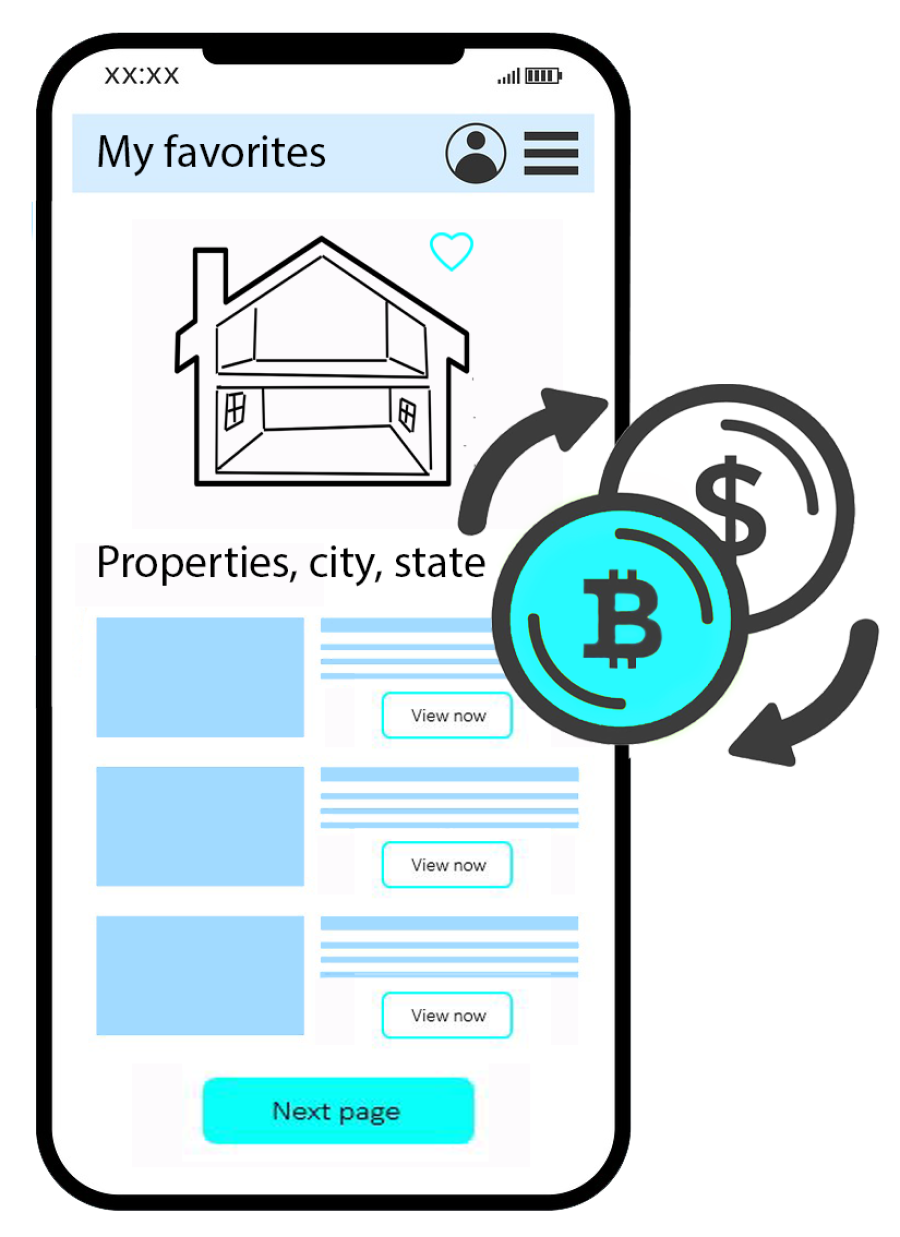 XX:XX
My favorites
$
₿
Properties, city, state
View now
View now
View now
Next page